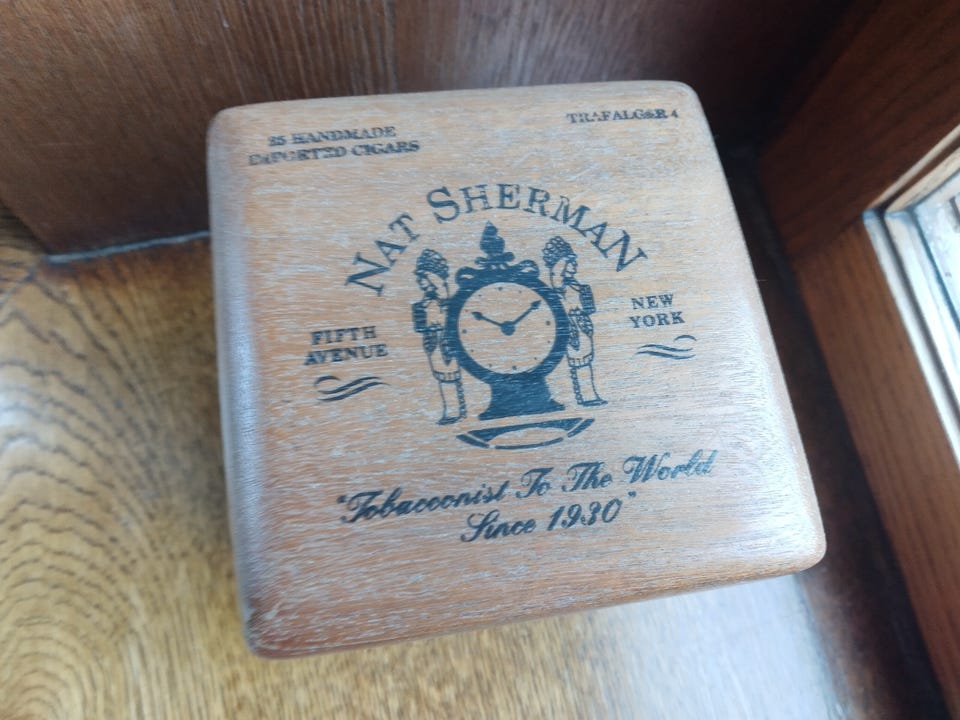 25 HANDMADE
IMPORTED CIGARS
TRAFALGAR 4
NAT SHERMAN
FIFTH
AVENUE
NEW
YORK
"Tobacconist To The World
Since 1930"